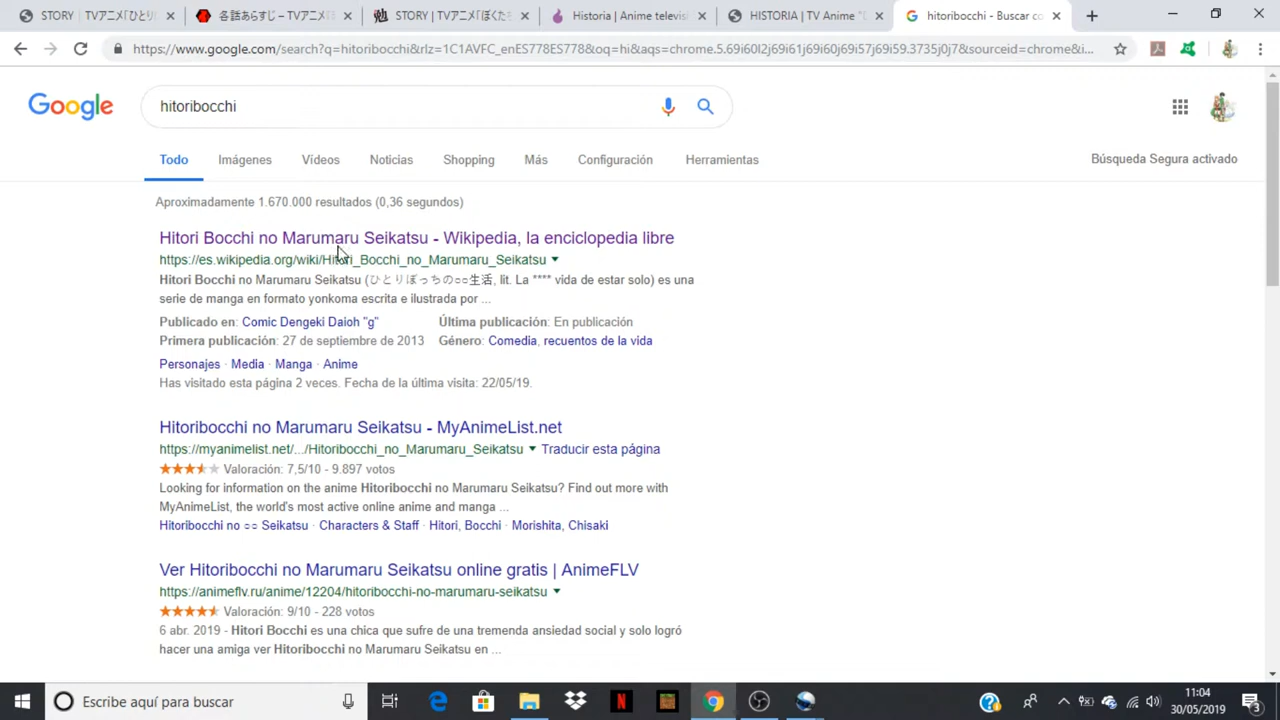 STORY | TVアニメ「ひとり
各話あらすじ – TVアニメ
STORY | TVアニメ「ぼくた
Historia | Anime televisi
HISTORIA | TV Anime "
hitoribocchi - Buscar co
https://www.google.com/search?q=hitoribocchi&rlz=1C1AVFC_enES778ES778&oq=hi&aqs=chrome.5.69i60l2j69i61j69i60j69i57j69i59.3735j0j7&sourceid=chrome&i...
Google
hitoribocchi
Todo Imágenes Vídeos Noticias Shopping Más Configuración Herramientas
Búsqueda Segura activado
Aproximadamente 1.670.000 resultados (0,36 segundos)
Hitori Bocchi no Marumaru Seikatsu - Wikipedia, la enciclopedia libre
https://es.wikipedia.org/wiki/Hitori_Bocchi_no_Marumaru_Seikatsu
Hitori Bocchi no Marumaru Seikatsu (ひとりぼっちの○○生活, lit. La **** vida de estar solo) es una
serie de manga en formato yonkoma escrita e ilustrada por ...
Publicado en: Comic Dengeki Daioh "g" Última publicación: En publicación
Primera publicación: 27 de septiembre de 2013 Género: Comedia, recuentos de la vida
Personajes · Media · Manga · Anime
Has visitado esta página 2 veces. Fecha de la última visita: 22/05/19.
Hitoribocchi no Marumaru Seikatsu - MyAnimeList.net
https://myanimelist.net/.../Hitoribocchi_no_Marumaru_Seikatsu Traducir esta página
Valoración: 7,5/10 - 9.897 votos
Looking for information on the anime Hitoribocchi no Marumaru Seikatsu? Find out more with
MyAnimeList, the world's most active online anime and manga ...
Hitoribocchi no ○○ Seikatsu · Characters & Staff · Hitori, Bocchi · Morishita, Chisaki
Ver Hitoribocchi no Marumaru Seikatsu online gratis | AnimeFLV
https://animeflv.ru/anime/12204/hitoribocchi-no-marumaru-seikatsu
Valoración: 9/10 - 228 votos
6 abr. 2019 - Hitori Bocchi es una chica que sufre de una tremenda ansiedad social y solo logró
hacer una amiga ver Hitoribocchi no Marumaru Seikatsu en ...
Escribe aquí para buscar
11:04
30/05/2019
3